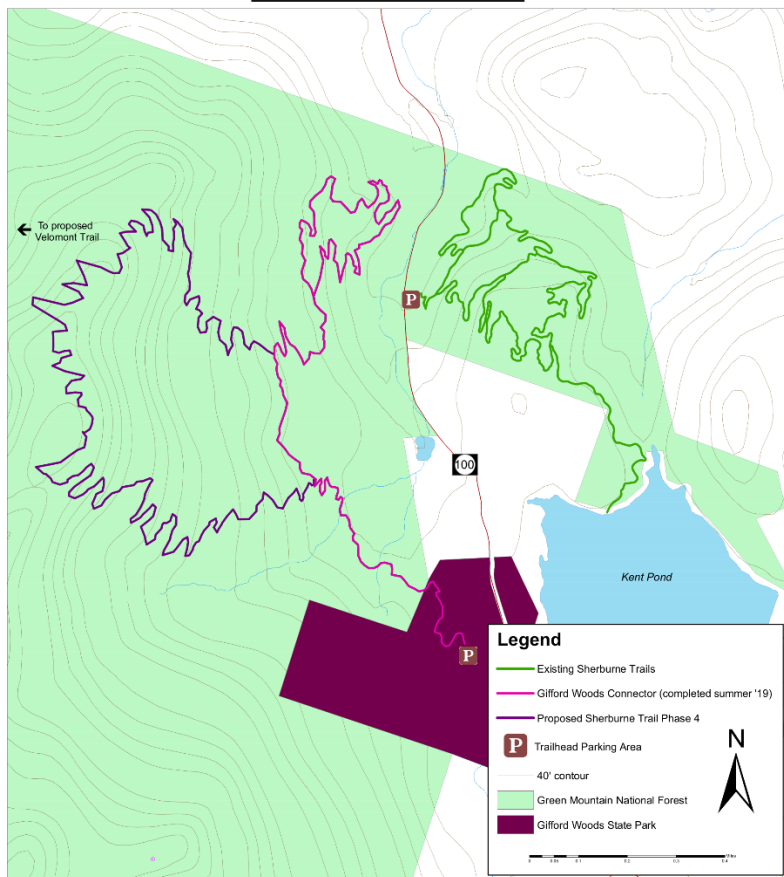 To proposed
Velomont Trail
P
100
Kent Pond
P
Legend
Existing Sherburne Trails
Gifford Woods Connector (completed summer '19)
Proposed Sherburne Trail Phase 4
P Trailhead Parking Area
40' contour
Green Mountain National Forest
Gifford Woods State Park
N